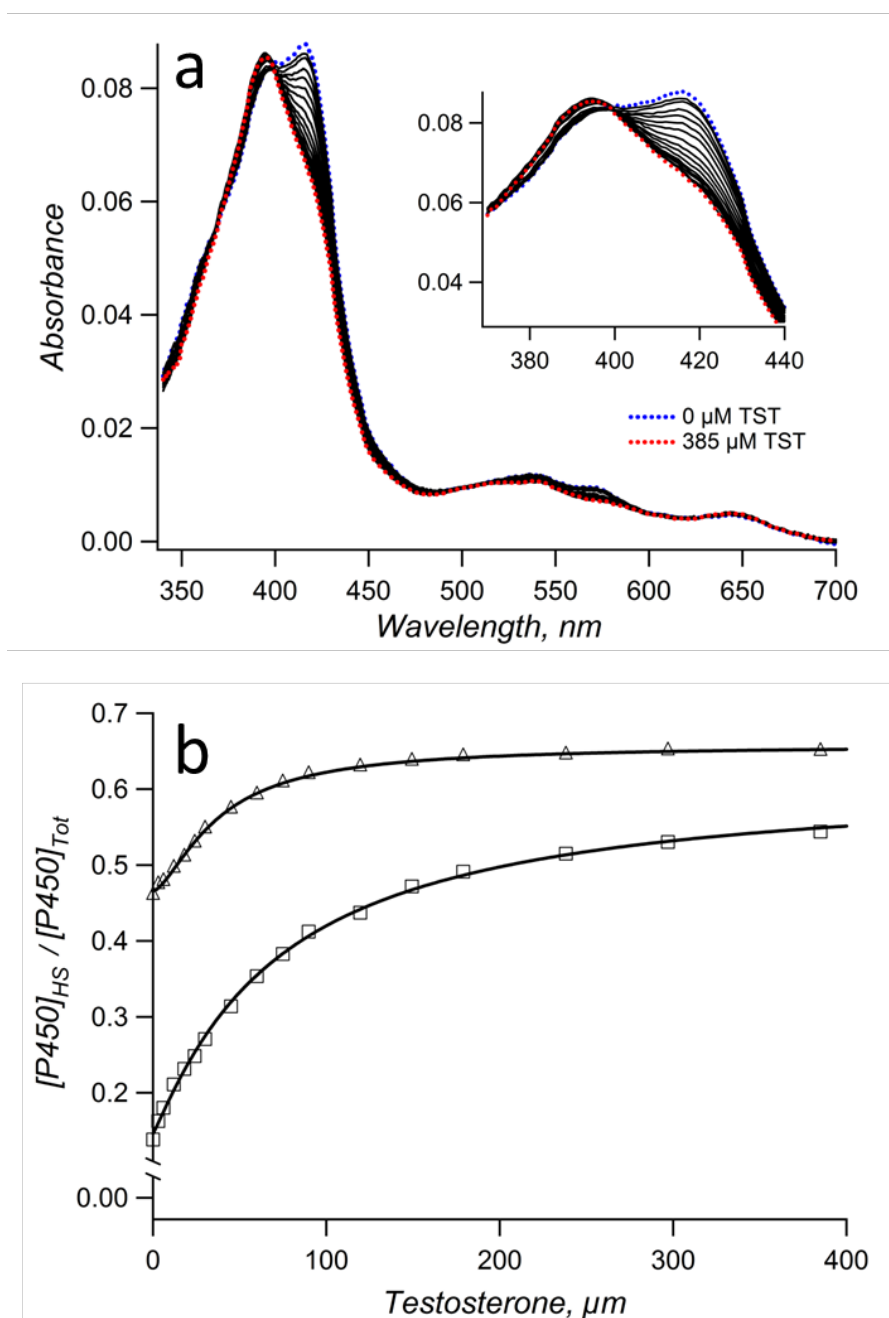 a
0.08
0.06
0.04
0.02
0.00
Absorbance
350 400 450 500 550 600 650 700
Wavelength, nm
0.08
0.06
0.04
380 400 420 440
0 µM TST
385 µM TST
b
0.7
0.6
0.5
0.4
0.3
0.2
0.00
[P450]HS / [P450]Tot
0 100 200 300 400
Testosterone, µm